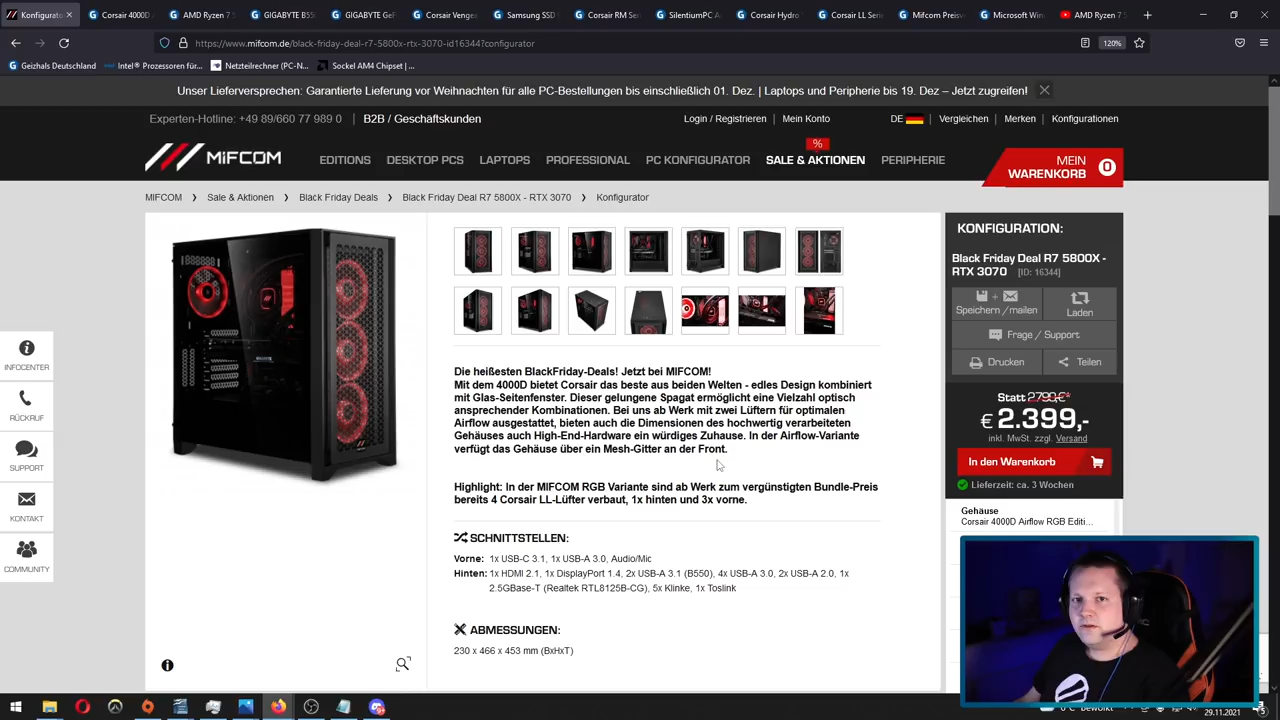 Konfigurator
Corsair 4000D
AMD Ryzen 7
GIGABYTE B55
GIGABYTE GeF
Corsair Vengea
Samsung SSD
Corsair RM Serie
SilentiumPC
Corsair Hydro
Corsair LL Serie
Mifcom Preisv
Microsoft Win
AMD Ryzen 7 5
https://www.mifcom.de/black-friday-deal-r7-5800x-rtx-3070-id16344?configurator
120%
Geizhals Deutschland
Intel® Prozessoren für...
Netzteilrechner (PC-N...
Sockel AM4 Chipset |...
Unser Lieferversprechen: Garantierte Lieferung vor Weihnachten für alle PC-Bestellungen bis einschließlich 01. Dez. | Laptops und Peripherie bis 19. Dez – Jetzt zugreifen!
Experten-Hotline: +49 89/660 77 989 0 | B2B / Geschäftskunden
Login / Registrieren | Mein Konto
DE | Vergleichen | Merken | Konfigurationen
MIFCOM
EDITIONS DESKTOP PCS LAPTOPS PROFESSIONAL PC KONFIGURATOR SALE & AKTIONEN PERIPHERIE
%
MEIN
WARENKORB 0
MIFCOM › Sale & Aktionen › Black Friday Deals › Black Friday Deal R7 5800X - RTX 3070 › Konfigurator
Die heißesten BlackFriday-Deals! Jetzt bei MIFCOM!
Mit dem 4000D bietet Corsair das beste aus beiden Welten - edles Design kombiniert
mit Glas-Seitenfenster. Dieser gelungene Spagat ermöglicht eine Vielzahl optisch
ansprechender Kombinationen. Bei uns ab Werk mit zwei Lüftern für optimalen
Airflow ausgestattet, bieten auch die Dimensionen des hochwertig verarbeiteten
Gehäuses auch High-End-Hardware ein würdiges Zuhause. In der Airflow-Variante
verfügt das Gehäuse über ein Mesh-Gitter an der Front.
Highlight: In der MIFCOM RGB Variante sind ab Werk zum vergünstigten Bundle-Preis
bereits 4 Corsair LL-Lüfter verbaut, 1x hinten und 3x vorne.
SCHNITTSTELLEN:
Vorne: 1x USB-C 3.1, 1x USB-A 3.0, Audio/Mic
Hinten: 1x HDMI 2.1, 1x DisplayPort 1.4, 2x USB-A 3.1 (B550), 4x USB-A 3.0, 2x USB-A 2.0, 1x
2.5GBase-T (Realtek RTL8125B-CG), 5x Klinke, 1x Toslink
ABMESSUNGEN:
230 x 466 x 453 mm (BxHxT)
INFOCENTER
RÜCKRUF
SUPPORT
KONTAKT
COMMUNITY
KONFIGURATION:
Black Friday Deal R7 5800X -
RTX 3070 [ID: 16344]
Speichern /mailen
Laden
Frage / Support
Drucken
Teilen
Statt 2.799,€*
€ 2.399,-
inkl. MwSt. zzgl. Versand
In den Warenkorb
Lieferzeit: ca. 3 Wochen
Gehäuse
Corsair 4000D Airflow RGB Editi...
29.11.2021